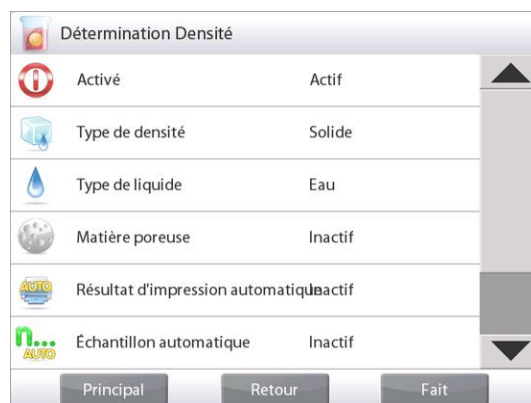 Détermination Densité
Activé Actif
Type de densité Solide
Type de liquide Eau
Matière poreuse Inactif
AUTO Résultat d'impression automatique Inactif
n... AUTO Échantillon automatique Inactif
Principal Retour Fait